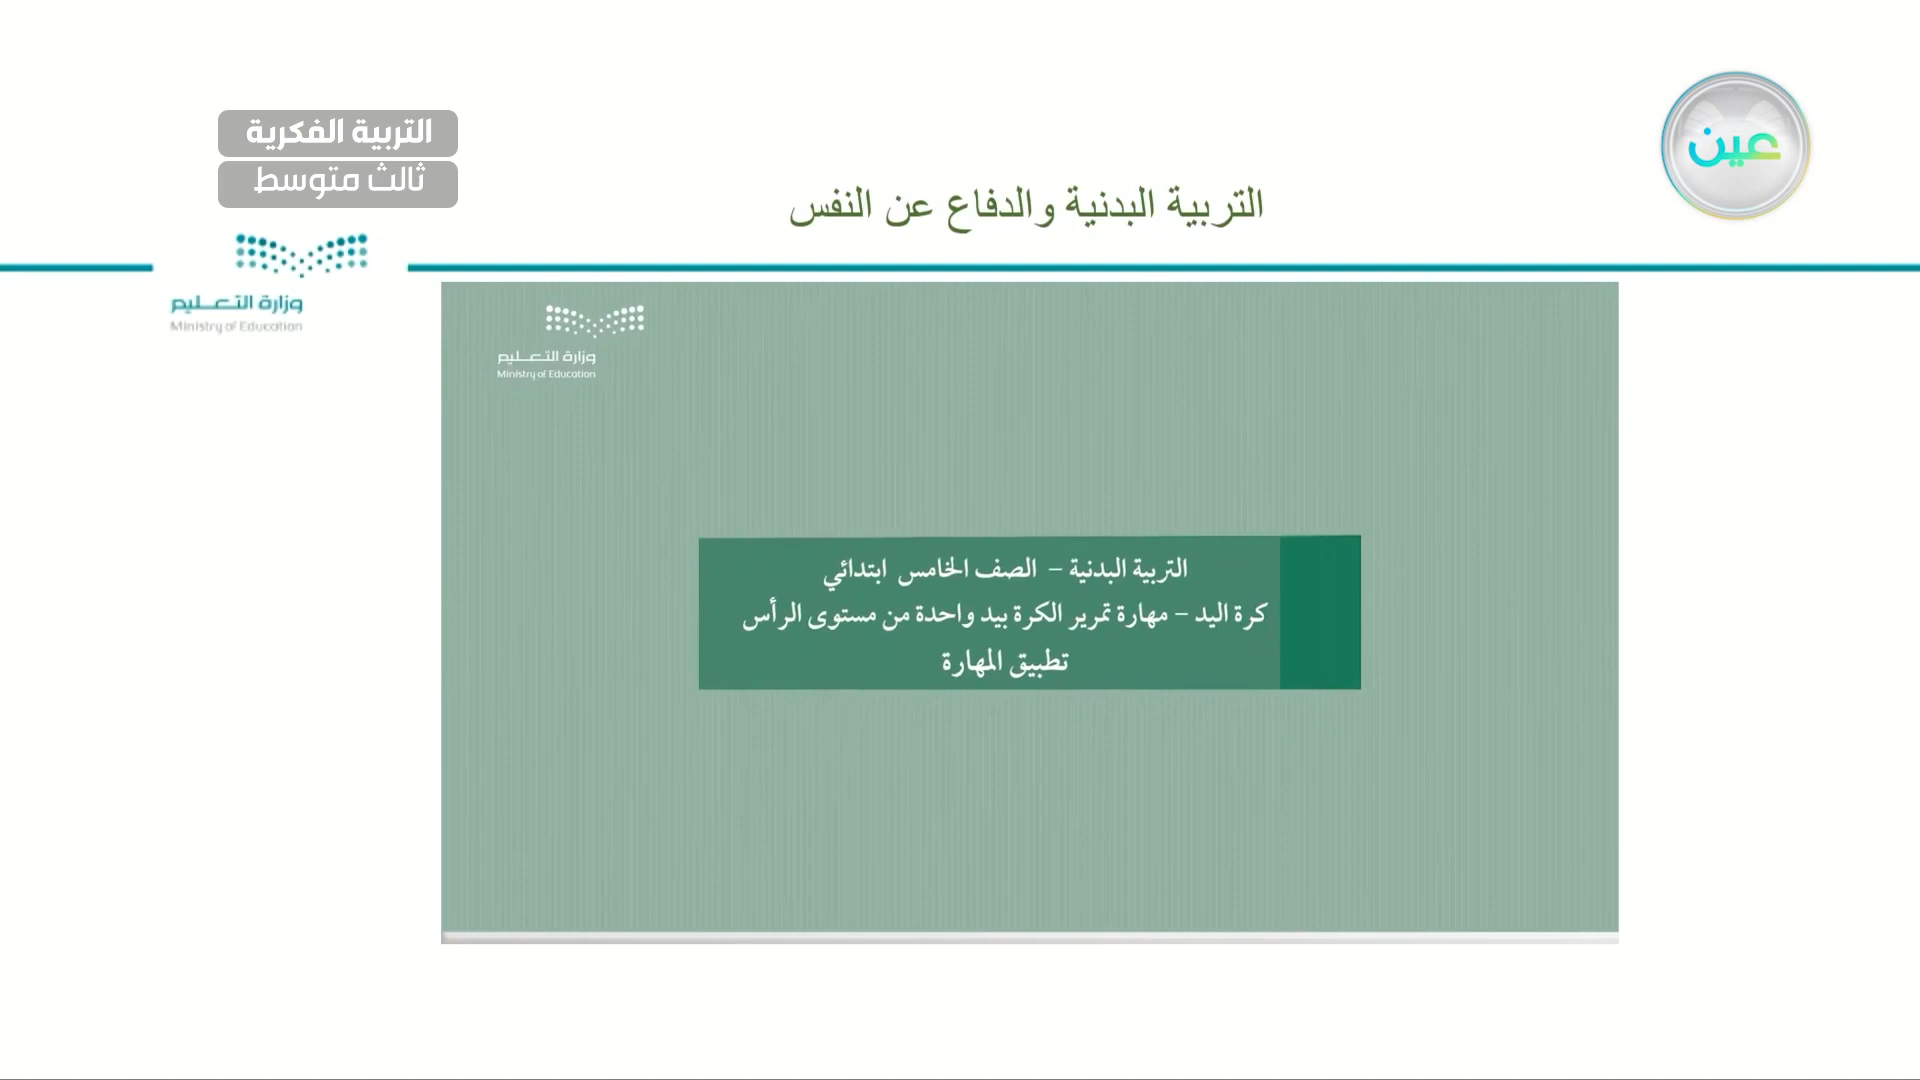 التربية الفكرية
ثالث متوسط
عين
التربية البدنية والدفاع عن النفس
وزارة التعليم
Ministry of Education
وزارة التعليم
Ministry of Education
التربية البدنية – الصف الخامس ابتدائي
كرة اليد – مهارة تمرير الكرة بيد واحدة من مستوى الرأس
تطبيق المهارة